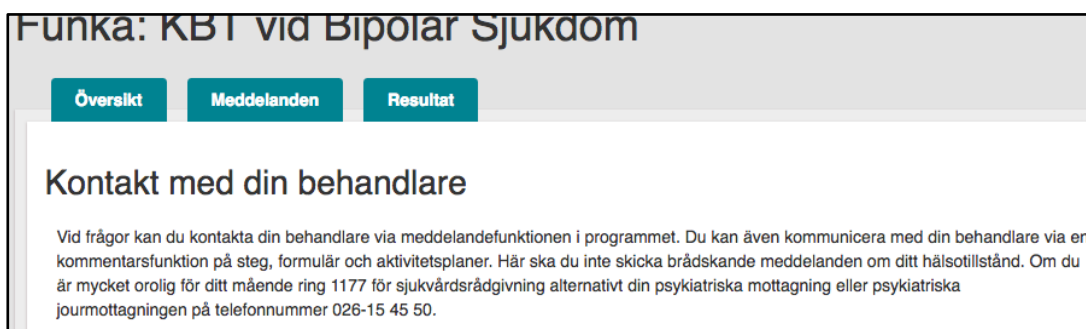 Funka: KBT vid Bipolär Sjukdom
Översikt Meddelanden Resultat
Kontakt med din behandlare
Vid frågor kan du kontakta din behandlare via meddelandefunktionen i programmet. Du kan även kommunicera med din behandlare via en
kommentarsfunktion på steg, formulär och aktivitetsplaner. Här ska du inte skicka brådskande meddelanden om ditt hälsotillstånd. Om du
är mycket orolig för ditt mående ring 1177 för sjukvårdsrådgivning alternativt din psykiatriska mottagning eller psykiatriska
jourmottagningen på telefonnummer 026-15 45 50.